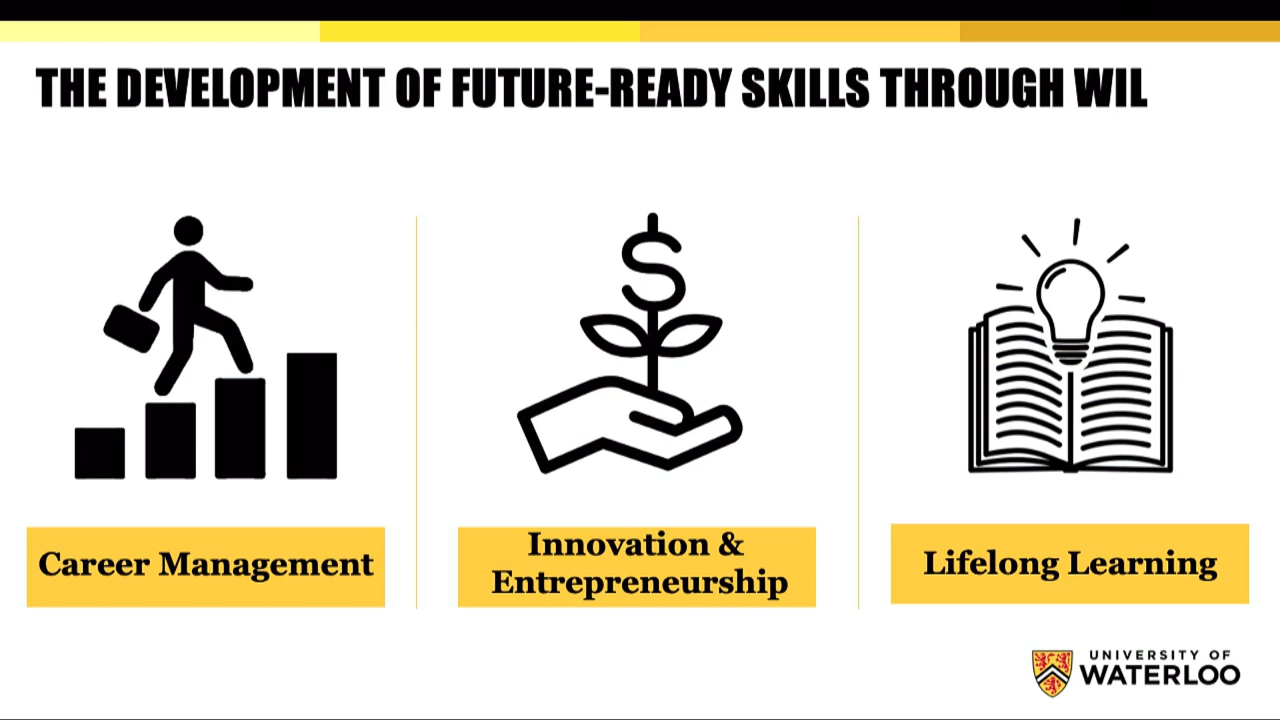 THE DEVELOPMENT OF FUTURE-READY SKILLS THROUGH WIL
Career Management
Innovation &
Entrepreneurship
Lifelong Learning
UNIVERSITY OF
WATERLOO